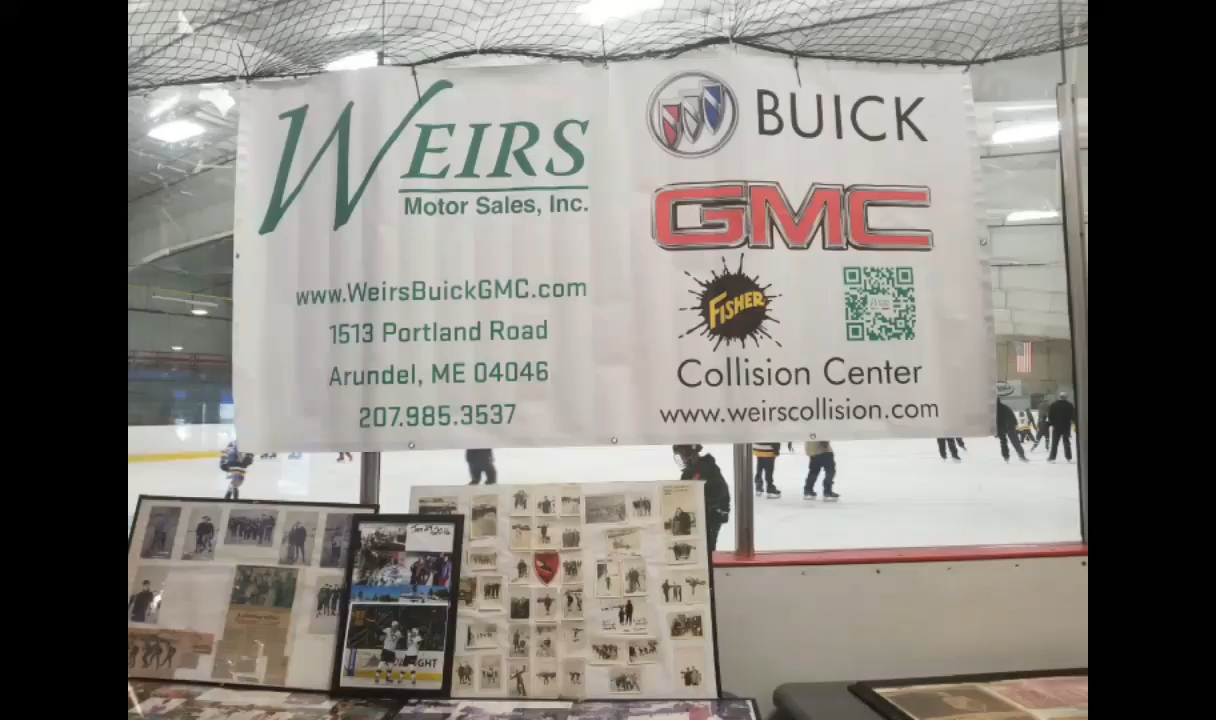 WEIRS
Motor Sales, Inc.
www.WeirsBuickGMC.com
1513 Portland Road
Arundel, ME 04046
207.985.3537
BUICK
GMC
FISHER
Collision Center
www.weirscollision.com